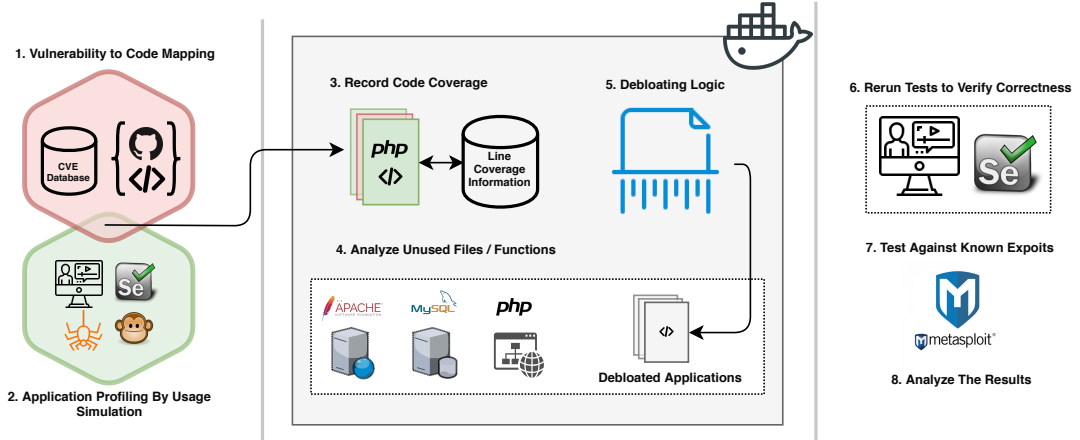 1. Vulnerability to Code Mapping
CVE
Database
{ </> }
Se
2. Application Profiling By Usage
Simulation
3. Record Code Coverage
php
</>
Line
Coverage
Information
5. Debloating Logic
4. Analyze Unused Files / Functions
APACHE
MySQL
php
</>
Debloated Applications
6. Rerun Tests to Verify Correctness
Se
7. Test Against Known Expoits
M
metasploit®
8. Analyze The Results